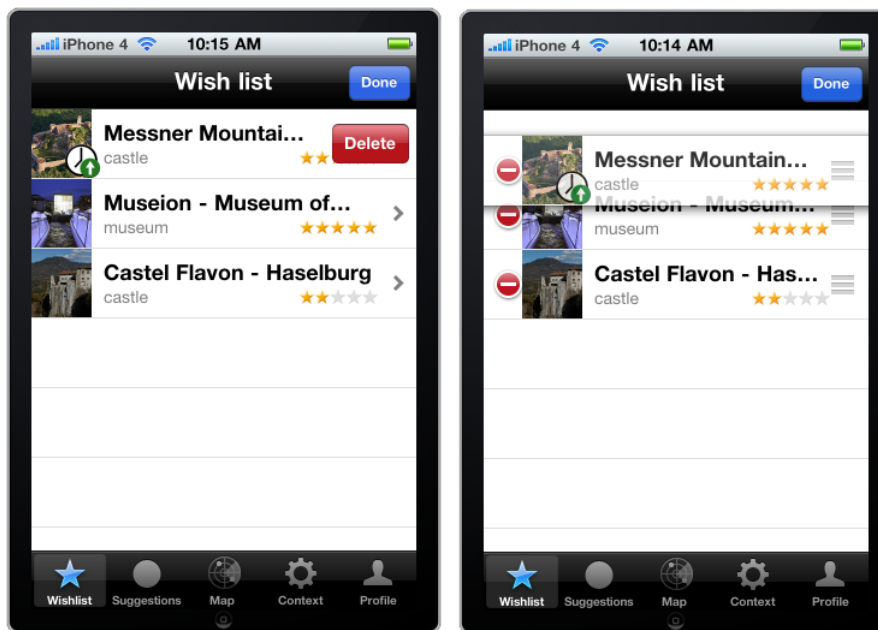 iPhone 4 10:15 AM
Wish list Done
Messner Mountai... Delete
castle
Museion - Museum of...
museum
Castel Flavon - Haselburg
castle
Wishlist Suggestions Map Context Profile
iPhone 4 10:14 AM
Wish list Done
Messner Mountain...
castle
Museion - Museum...
museum
Castel Flavon - Has...
castle
Wishlist Suggestions Map Context Profile